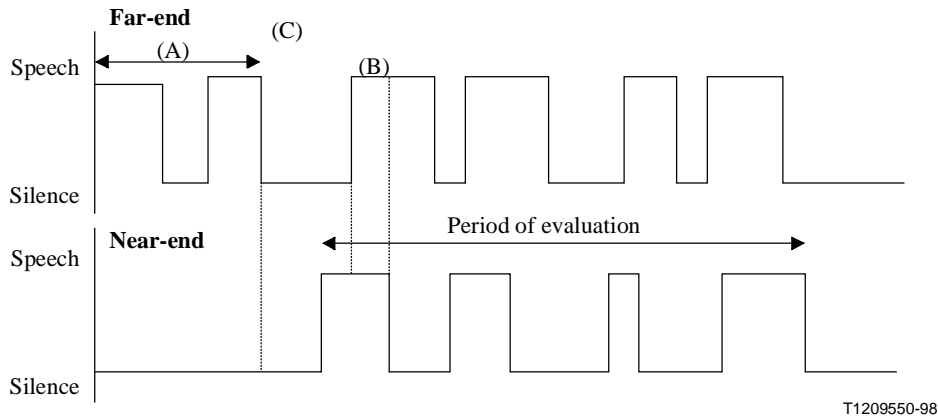 Far-end
(C)
(A)
Speech
(B)
Silence
Period of evaluation
Near-end
Speech
Silence
T1209550-98